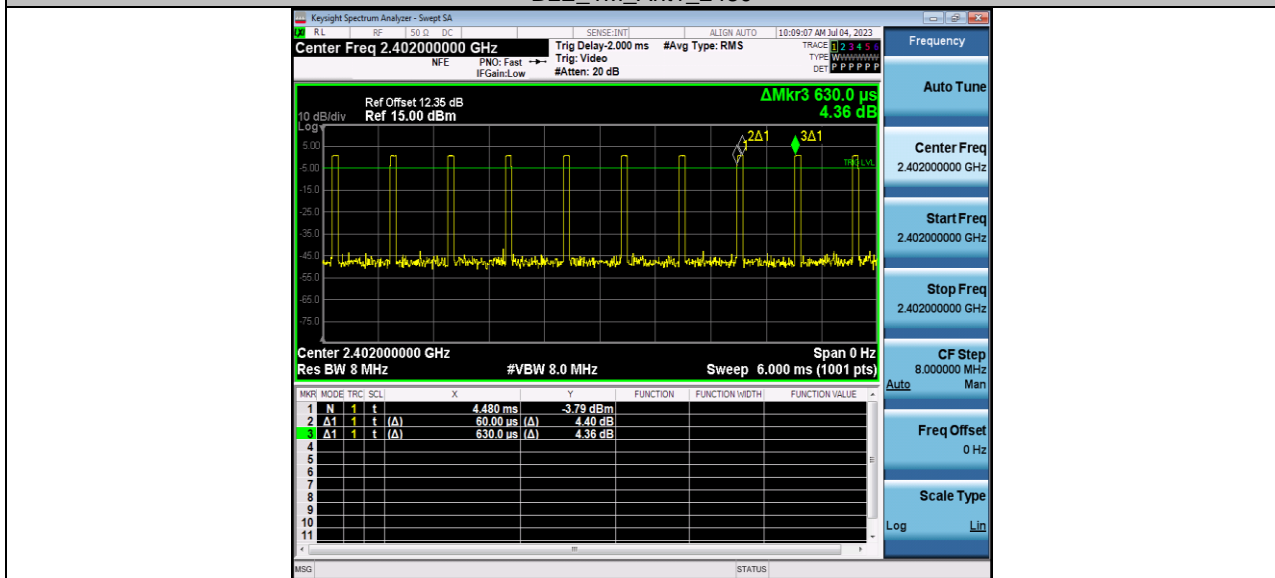 Keysight Spectrum Analyzer - Swept SA
RL RF 50 Ω DC SENSE:INT ALIGN AUTO 10:09:07 AM Jul 04, 2023
Center Freq 2.402000000 GHz
NFE PNO: Fast IFGain:Low
Trig Delay-2.000 ms #Avg Type: RMS
Trig: Video
#Atten: 20 dB
TRACE 1 2 3 4 5 6
TYPE WWWWWW
DET P P P P P P
ΔMkr3 630.0 µs
4.36 dB
Ref Offset 12.35 dB
10 dB/div Ref 15.00 dBm
Log
5.00
-5.00
-15.0
-25.0
-35.0
-45.0
-55.0
-65.0
-75.0
2Δ1 3Δ1
TRIG LVL
Center 2.402000000 GHz Span 0 Hz
Res BW 8 MHz #VBW 8.0 MHz Sweep 6.000 ms (1001 pts)
MKR MODE TRC SCL X Y FUNCTION FUNCTION WIDTH FUNCTION VALUE
1 N 1 t 4.480 ms -3.79 dBm
2 Δ1 1 t (Δ) 60.00 µs (Δ) 4.40 dB
3 Δ1 1 t (Δ) 630.0 µs (Δ) 4.36 dB
4
5
6
7
8
9
10
11
MSG STATUS
Frequency
Auto Tune
Center Freq
2.402000000 GHz
Start Freq
2.402000000 GHz
Stop Freq
2.402000000 GHz
CF Step
8.000000 MHz
Auto Man
Freq Offset
0 Hz
Scale Type
Log Lin